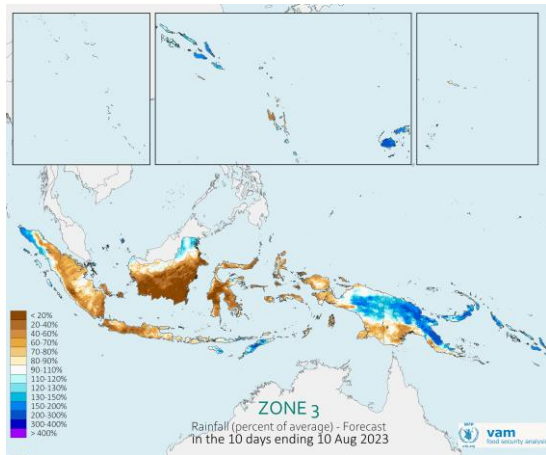 < 20%
20-40%
40-60%
60-70%
70-80%
80-90%
90-110%
110-120%
120-130%
130-150%
150-200%
200-300%
300-400%
> 400%
ZONE 3
Rainfall (percent of average) - Forecast
in the 10 days ending 10 Aug 2023
WFP
vam
food security analysis